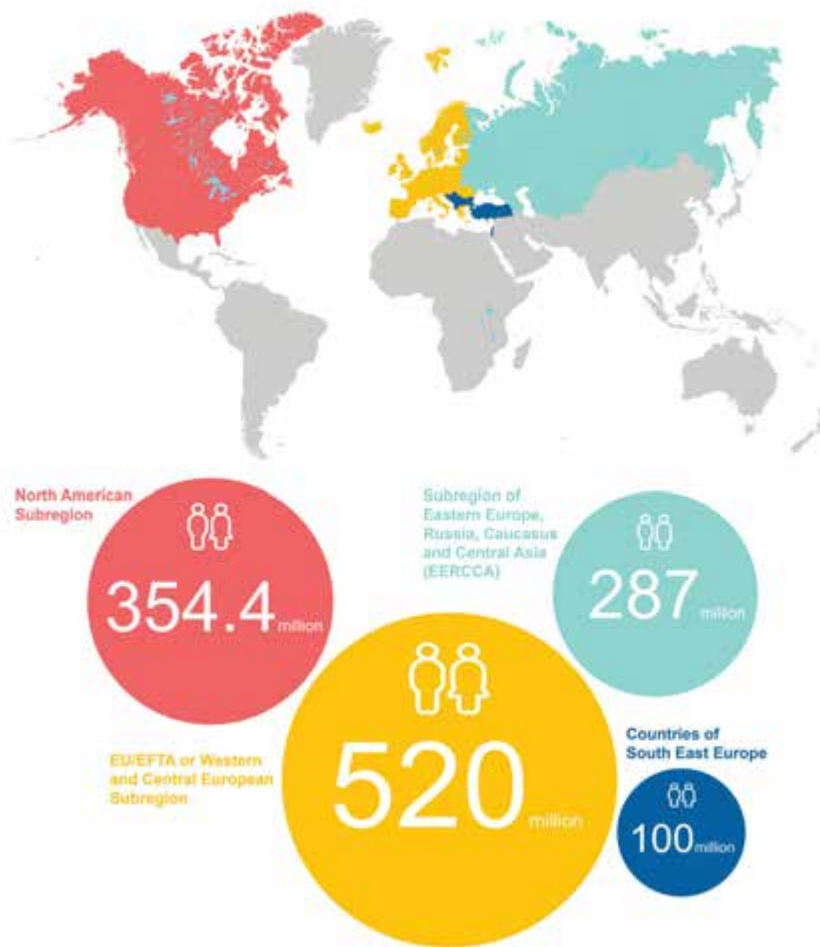 North American
Subregion
354.4 million
Subregion of
Eastern Europe,
Russia, Caucasus
and Central Asia
(EERCCA)
287 million
EU/EFTA or Western
and Central European
Subregion
520 million
Countries of
South East Europe
100 million